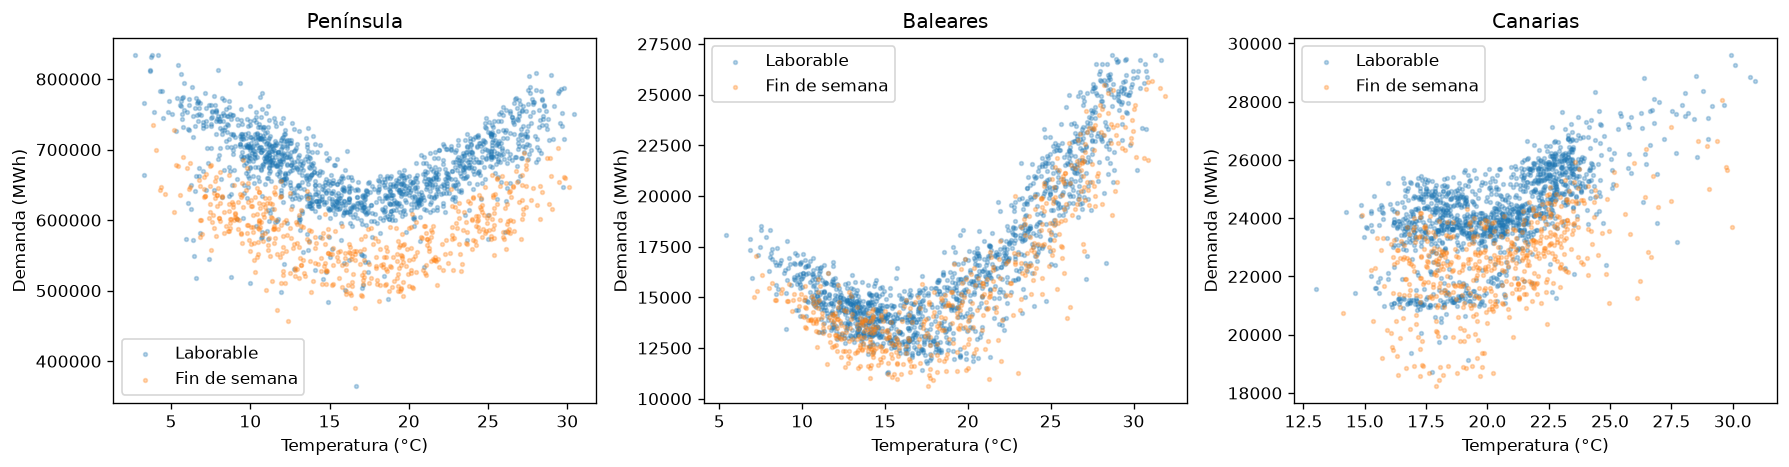 Península
Demanda (MWh)
800000
700000
600000
500000
400000
Laborable
Fin de semana
5 10 15 20 25 30
Temperatura (°C)
Baleares
Demanda (MWh)
27500
25000
22500
20000
17500
15000
12500
10000
Laborable
Fin de semana
5 10 15 20 25 30
Temperatura (°C)
Canarias
Demanda (MWh)
30000
28000
26000
24000
22000
20000
18000
Laborable
Fin de semana
12.5 15.0 17.5 20.0 22.5 25.0 27.5 30.0
Temperatura (°C)